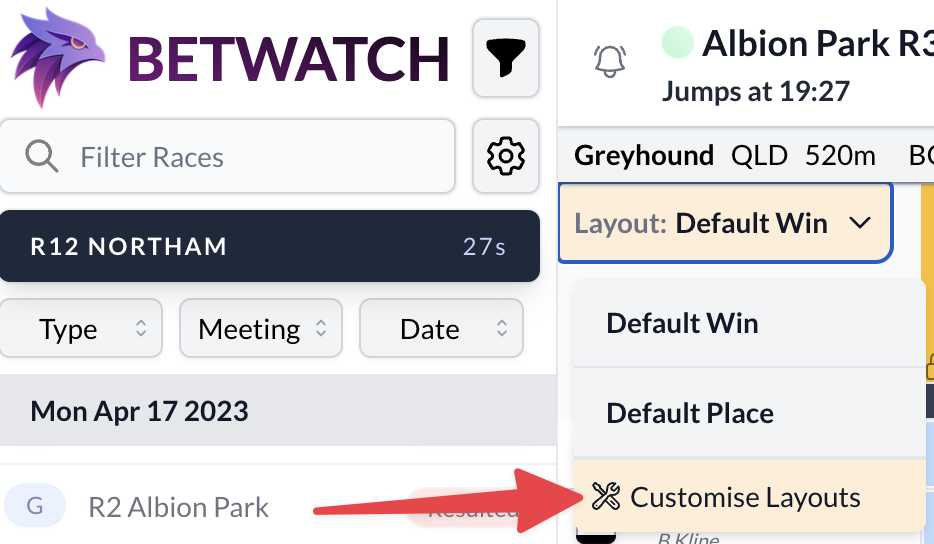 BETWATCH
Filter Races
R12 NORTHAM 27s
Type Meeting Date
Mon Apr 17 2023
G R2 Albion Park Resulted
Albion Park R3
Jumps at 19:27
Greyhound QLD 520m
Layout: Default Win
Default Win
Default Place
Customise Layouts
B Kline